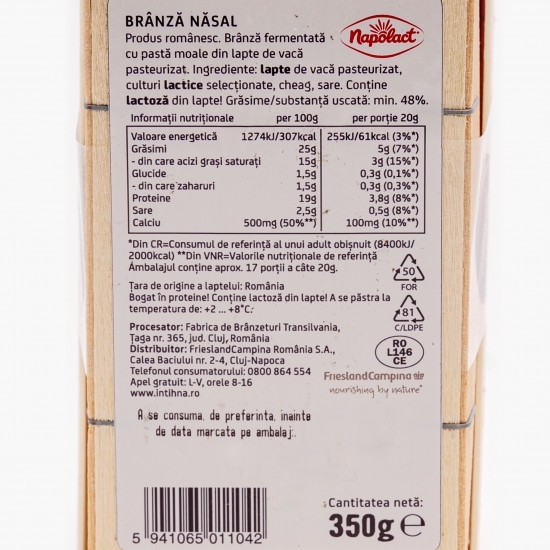 BRÂNZĂ NĂSAL
Napolact
Produs românesc. Brânză fermentată
cu pastă moale din lapte de vacă
pasteurizat. Ingrediente: lapte de vacă pasteurizat,
culturi lactice selecționate, cheag, sare. Conține
lactoză din lapte! Grăsime/substanță uscată: min. 48%.
Informații nutriționale per 100g per porție 20g
Valoare energetică 1274kJ/307kcal 255kJ/61kcal (3%*)
Grăsimi 25g 5g (7%*)
- din care acizi grași saturați 15g 3g (15%*)
Glucide 1,5g 0,3g (0,1%*)
- din care zaharuri 1,5g 0,3g (0,3%*)
Proteine 19g 3,8g (8%*)
Sare 2,5g 0,5g (8%*)
Calciu 500mg (50%**) 100mg (10%**)
*Din CR=Consumul de referință al unui adult obișnuit (8400kJ/
2000kcal) **Din VNR=Valorile nutriționale de referință
Ambalajul conține aprox. 17 porții a câte 20g.
50
FOR
Țara de origine a laptelui: România
Bogat în proteine! Conține lactoză din lapte! A se păstra la
temperatura de: +2 ... +8°C.
81
C/LDPE
Procesator: Fabrica de Brânzeturi Transilvania,
Țaga nr. 365, jud. Cluj, România
Distribuitor: FrieslandCampina România S.A.,
Calea Baciului nr. 2-4, Cluj-Napoca
Telefonul consumatorului: 0800 864 554
Apel gratuit: L-V, orele 8-16
www.intihna.ro
RO
L146
CE
FrieslandCampina
nourishing by nature
A se consuma, de preferinta, inainte
de data marcata pe ambalaj.
5 941065 011042
Cantitatea netă:
350g e